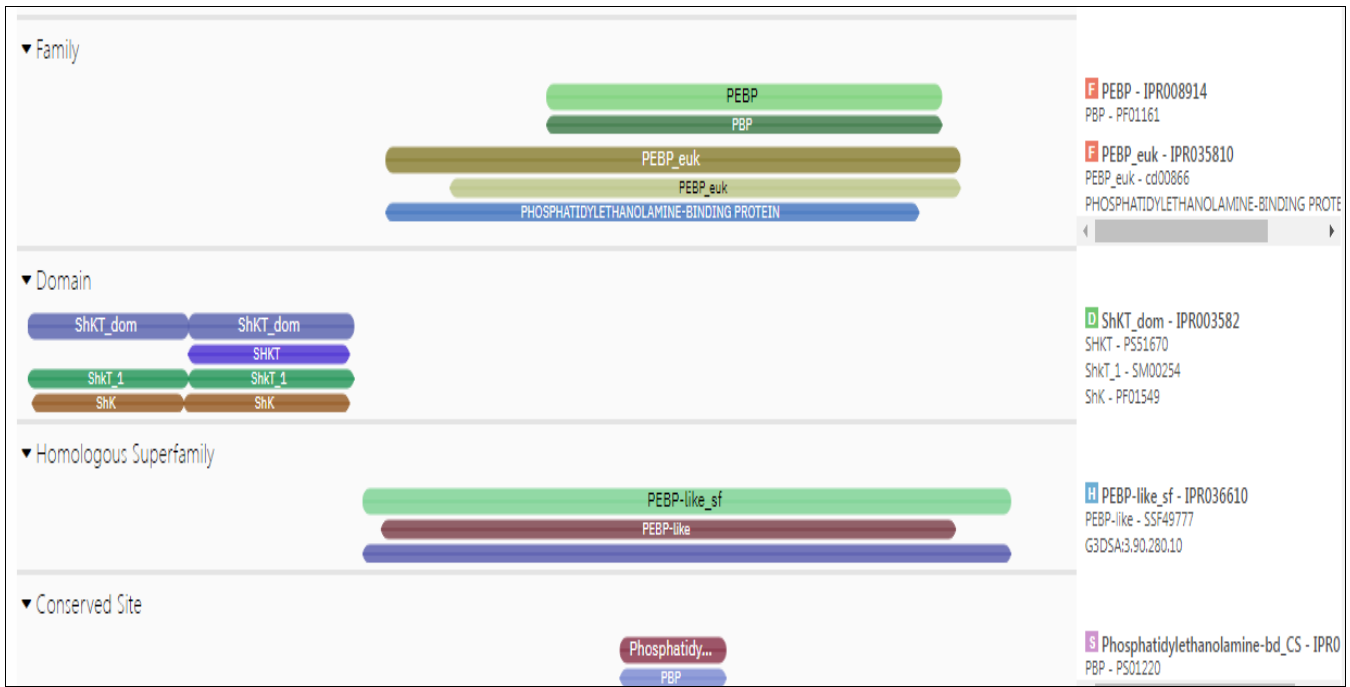 Family
PEBP
PBP
PEBP_euk
PEBP_euk
PHOSPHATIDYLETHANOLAMINE-BINDING PROTEIN
F PEBP - IPR008914
PBP - PF01161
F PEBP_euk - IPR035810
PEBP_euk - cd00866
PHOSPHATIDYLETHANOLAMINE-BINDING PROTE
Domain
ShKT_dom ShKT_dom
SHKT
ShkT_1 ShkT_1
ShK ShK
D ShKT_dom - IPR003582
SHKT - PS51670
ShkT_1 - SM00254
ShK - PF01549
Homologous Superfamily
PEBP-like_sf
PEBP-like
H PEBP-like_sf - IPR036610
PEBP-like - SSF49777
G3DSA:3.90.280.10
Conserved Site
Phosphatidy...
PBP
S Phosphatidylethanolamine-bd_CS - IPR0
PBP - PS01220